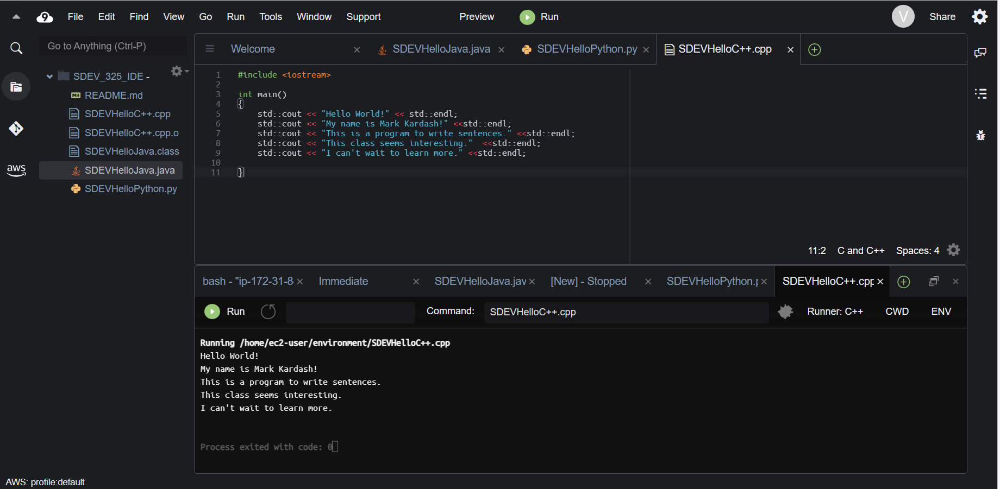 9 File Edit Find View Go Run Tools Window Support Preview Run V Share
Go to Anything (Ctrl-P)
SDEV_325_IDE -
README.md
SDEVHelloC++.cpp
SDEVHelloC++.cpp.o
SDEVHelloJava.class
SDEVHelloJava.java
SDEVHelloPython.py
aws
Welcome SDEVHelloJava.java SDEVHelloPython.py SDEVHelloC++.cpp
1 #include <iostream>
2
3 int main()
4 {
5 std::cout << "Hello World!" << std::endl;
6 std::cout << "My name is Mark Kardash!" <<std::endl;
7 std::cout << "This is a program to write sentences." <<std::endl;
8 std::cout << "This class seems interesting."  <<std::endl;
9 std::cout << "I can't wait to learn more." <<std::endl;
10
11 }
11:2 C and C++ Spaces: 4
bash - "ip-172-31-8- Immediate SDEVHelloJava.jav [New] - Stopped SDEVHelloPython.p SDEVHelloC++.cpp
Run Command: SDEVHelloC++.cpp Runner: C++ CWD ENV
Running /home/ec2-user/environment/SDEVHelloC++.cpp
Hello World!
My name is Mark Kardash!
This is a program to write sentences.
This class seems interesting.
I can't wait to learn more.
Process exited with code: 0
AWS: profile:default